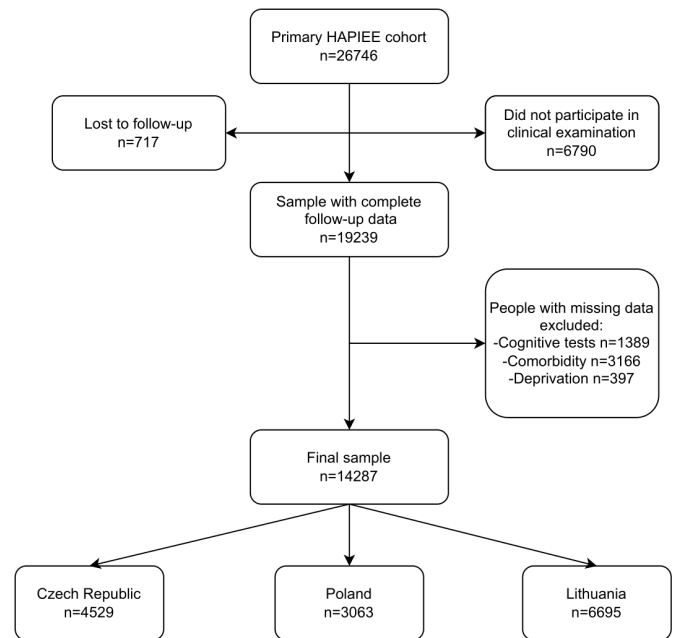 Primary HAPIEE cohort
n=26746
Lost to follow-up
n=717
Did not participate in
clinical examination
n=6790
Sample with complete
follow-up data
n=19239
People with missing data
excluded:
-Cognitive tests n=1389
-Comorbidity n=3166
-Deprivation n=397
Final sample
n=14287
Czech Republic
n=4529
Poland
n=3063
Lithuania
n=6695